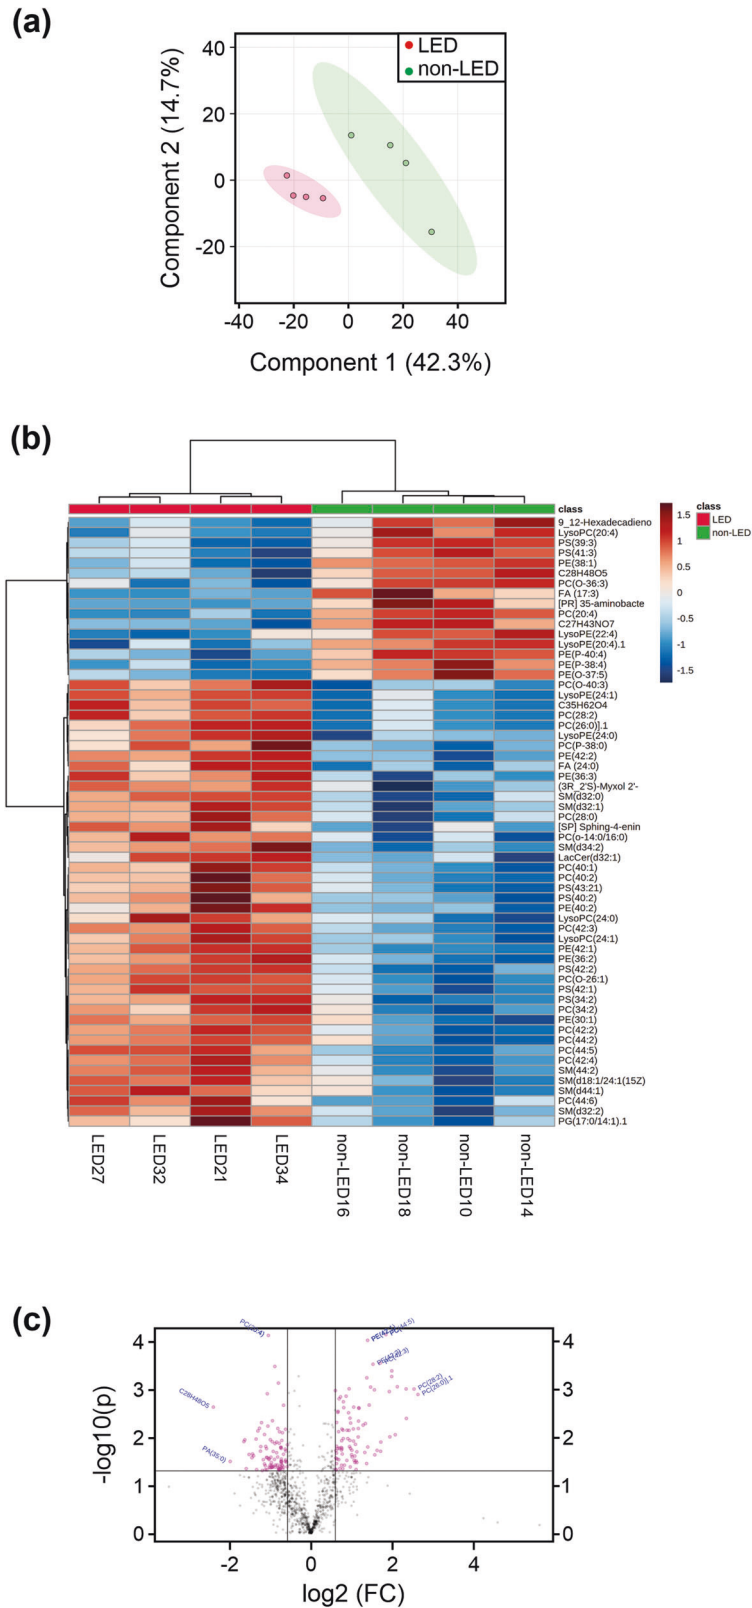 (a)
LED
non-LED
40
20
0
-20
-40 -20 0 20 40
Component 2 (14.7%)
Component 1 (42.3%)
(b)
class
9_12-Hexadecadieno
LysoPC(20:4)
PS(39:3)
PS(41:3)
PE(38:1)
C28H48O5
PC(O-36:3)
FA (17:3)
[PR] 35-aminobacte
PC(20:4)
C27H43NO7
LysoPE(22:4)
LysoPE(20:4).1
PE(P-40:4)
PE(P-38:4)
PE(O-37:5)
PC(O-40:3)
LysoPE(24:1)
C35H62O4
PC(28:2)
PC(26:0)].1
LysoPE(24:0)
PC(P-38:0)
PE(42:2)
FA (24:0)
PE(36:3)
(3R_2'S)-Myxol 2'-
SM(d32:0)
SM(d32:1)
PC(28:0)
[SP] Sphing-4-enin
PC(o-14:0/16:0)
SM(d34:2)
LacCer(d32:1)
PC(40:1)
PC(40:2)
PS(43:21)
PS(40:2)
PE(40:2)
LysoPC(24:0)
PC(42:3)
LysoPC(24:1)
PE(42:1)
PE(36:2)
PS(42:2)
PC(O-26:1)
PS(42:1)
PS(34:2)
PC(34:2)
PE(30:1)
PC(42:2)
PC(44:2)
PC(44:5)
PC(42:4)
SM(44:2)
SM(d18:1/24:1(15Z)
SM(d44:1)
PC(44:6)
SM(d32:2)
PG(17:0/14:1).1
1.5
1
0.5
0
-0.5
-1
-1.5
class
LED
non-LED
LED27
LED32
LED21
LED34
non-LED16
non-LED18
non-LED10
non-LED14
(c)
C28H48O5
PA(35:0)
PC(28:2)
PC(26:0)].1
4
3
2
1
0
4
3
2
1
0
-2 0 2 4
-log10(p)
log2 (FC)